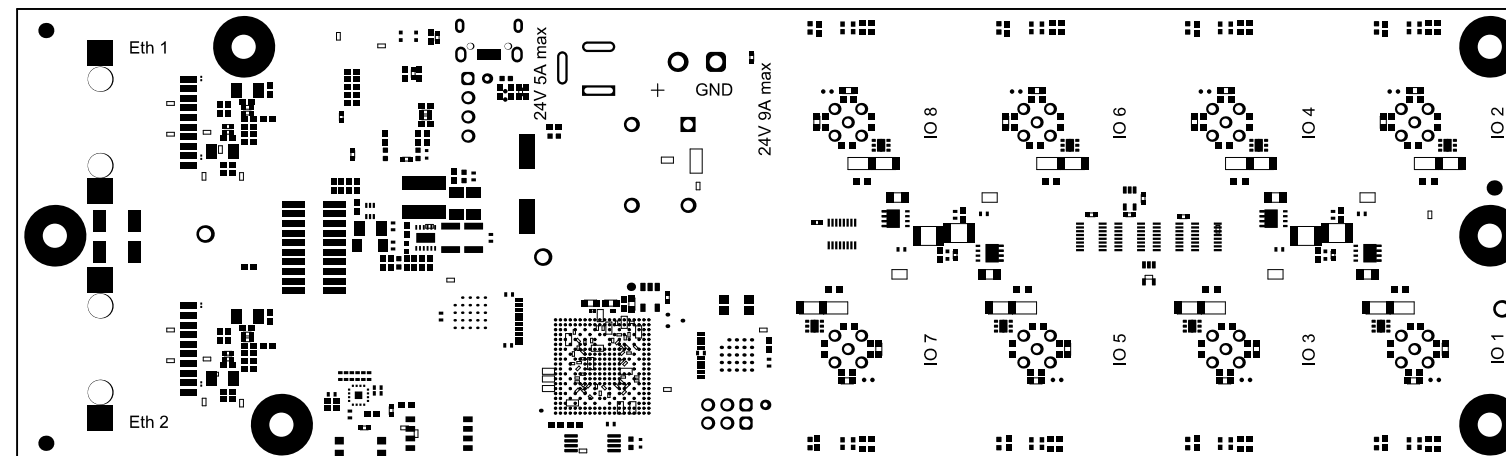 Eth 1
24V 5A max
+
GND
24V 9A max
IO 8
IO 6
IO 4
IO 2
IO 7
IO 5
IO 3
IO 1
Eth 2